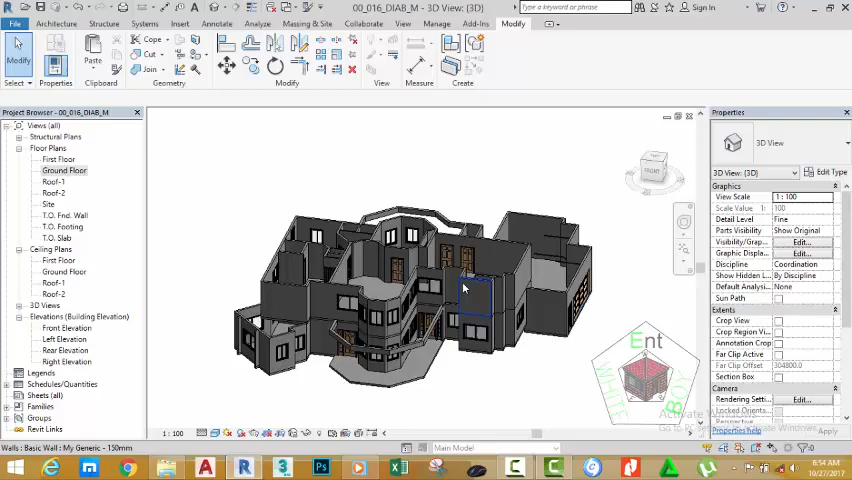 00_016_DIAB_M - 3D View: {3D}
Type a keyword or phrase
Sign In
File Architecture Structure Systems Insert Annotate Analyze Massing & Site Collaborate View Manage Add-Ins Modify
Modify Paste Cope Cut Join
Select Properties Clipboard Geometry Modify View Measure Create
Project Browser - 00_016_DIAB_M
Views (all)
Structural Plans
Floor Plans
First Floor
Ground Floor
Roof-1
Roof-2
Site
T.O. Fnd. Wall
T.O. Footing
T.O. Slab
Ceiling Plans
First Floor
Ground Floor
Roof-1
Roof-2
3D Views
Elevations (Building Elevation)
Front Elevation
Left Elevation
Rear Elevation
Right Elevation
Legends
Schedules/Quantities
Sheets (all)
Families
Groups
Revit Links
FRONT
Ent
WHITE
BOY
Properties
3D View
3D View: {3D} Edit Type
Graphics
View Scale 1 : 100
Scale Value 1: 100
Detail Level Fine
Parts Visibility Show Original
Visibility/Grap... Edit...
Graphic Displa... Edit...
Discipline Coordination
Show Hidden L... By Discipline
Default Analysi... None
Sun Path
Extents
Crop View
Crop Region Vi...
Annotation Crop
Far Clip Active
Far Clip Offset 304800.0
Section Box
Camera
Rendering Setti... Edit...
Locked Orienta...
Properties help Apply
Activate Windows
1 : 100
Walls : Basic Wall : My Generic - 150mm
Main Model
:0
6:54 AM
10/27/2017